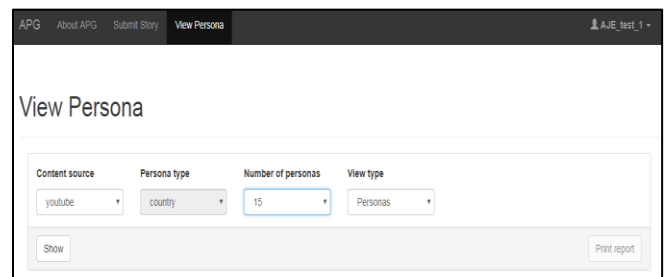 APG About APG Submit Story View Persona AJE_test_1
View Persona
Content source Persona type Number of personas View type
youtube country 15 Personas
Show Print report